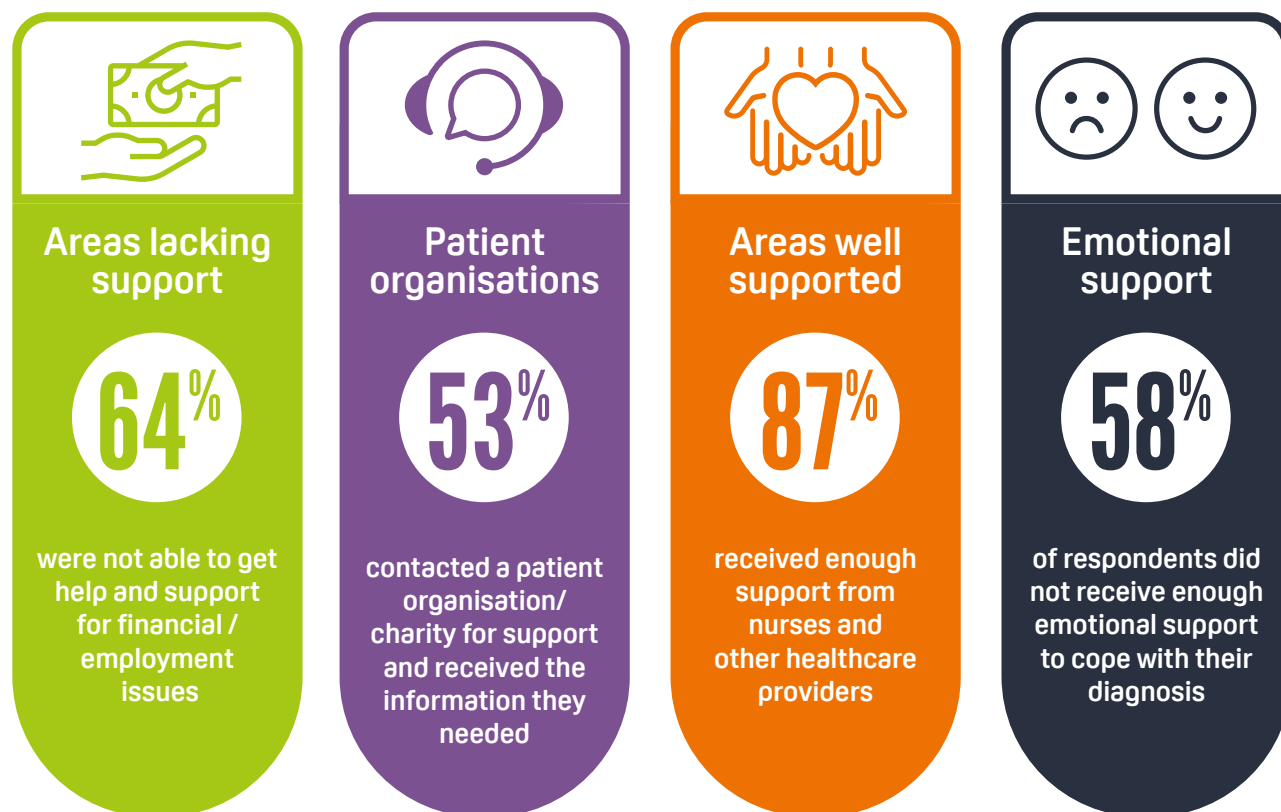 Areas lacking
support
64%
were not able to get
help and support
for financial /
employment
issues
Patient
organisations
53%
contacted a patient
organisation/
charity for support
and received the
information they
needed
Areas well
supported
87%
received enough
support from
nurses and
other healthcare
providers
Emotional
support
58%
of respondents did
not receive enough
emotional support
to cope with their
diagnosis